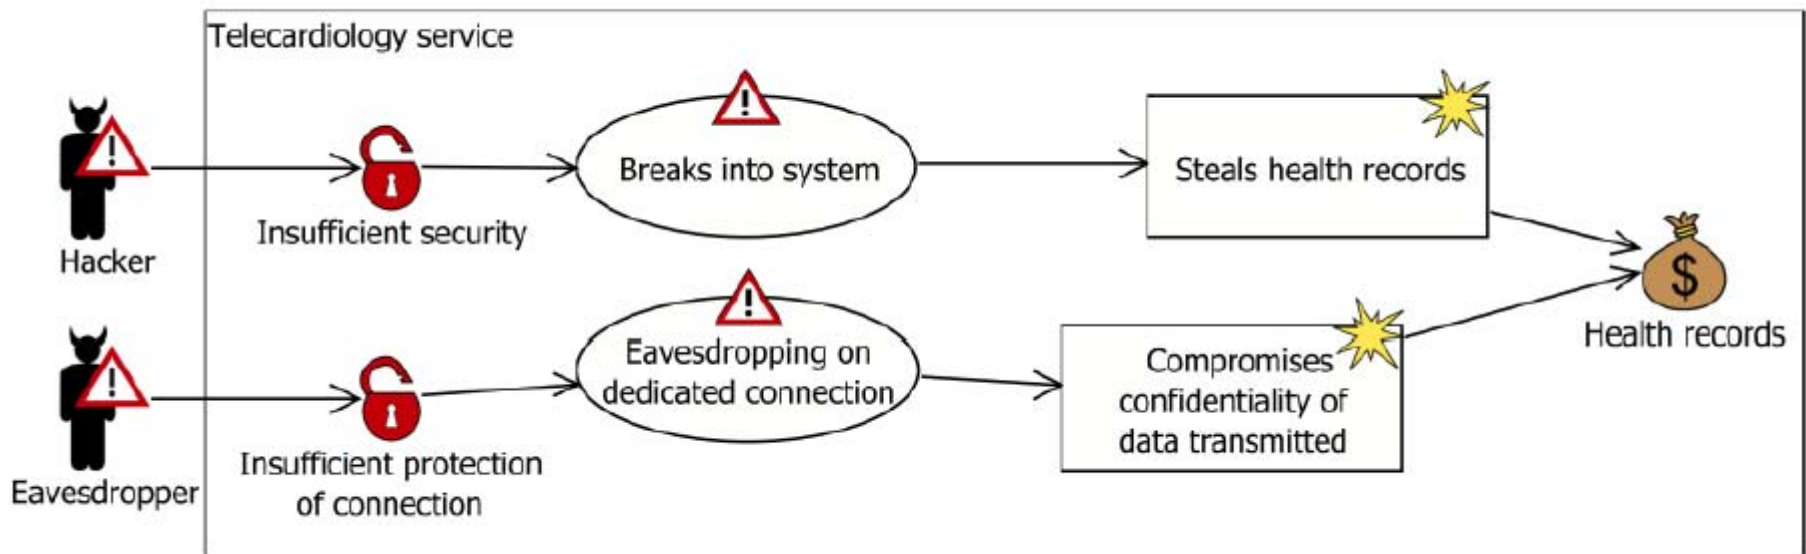 Telecardiology service
Hacker
Insufficient security
Breaks into system
Steals health records
Eavesdropper
Insufficient protection
of connection
Eavesdropping on
dedicated connection
Compromises
confidentiality of
data transmitted
$
Health records